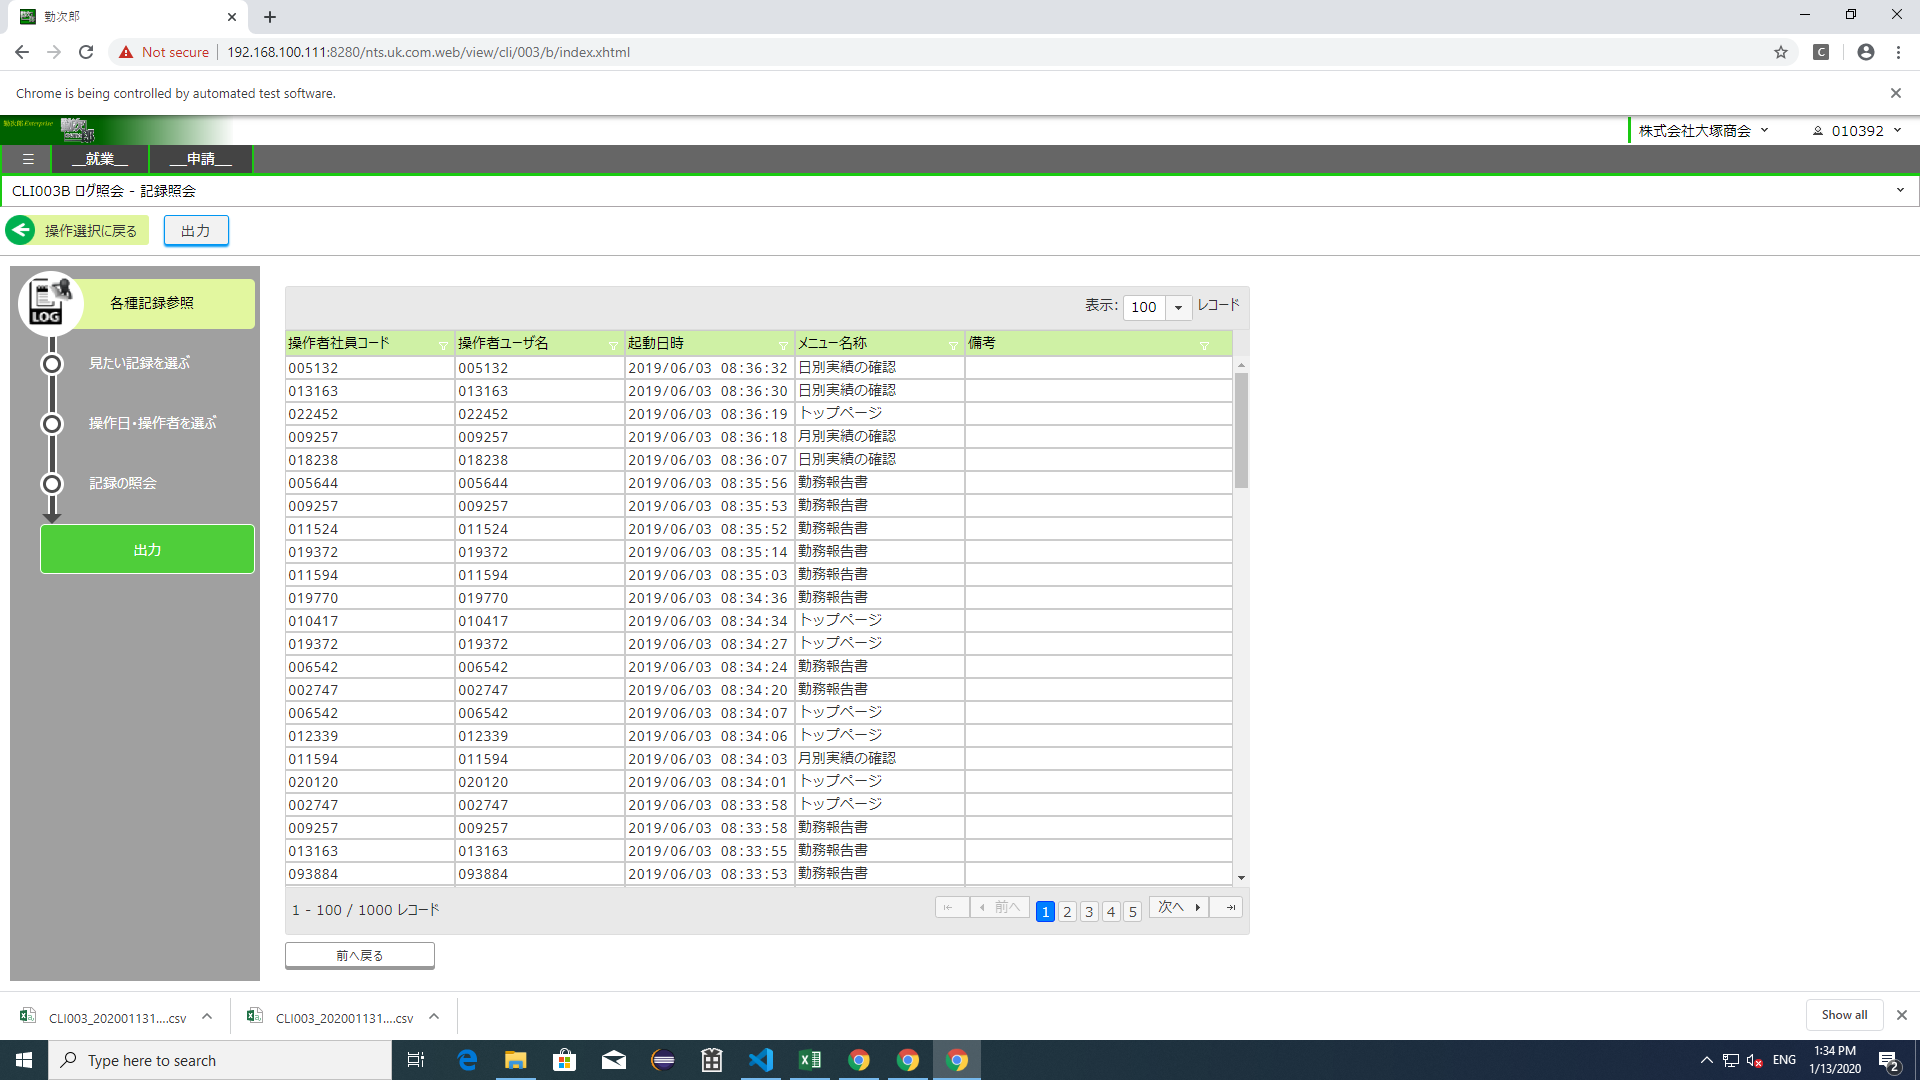 勤次郎
Not secure
192.168.100.111:8280/nts.uk.com.web/view/cli/003/b/index.xhtml
Chrome is being controlled by automated test software.
勤次郎 Enterprise
株式会社大塚商会
010392
就業
申請
CLI003B ログ照会 - 記録照会
操作選択に戻る
出力
LOG
各種記録参照
見たい記録を選ぶ
操作日・操作者を選ぶ
記録の照会
出力
表示: 100 レコード
操作者社員コード 操作者ユーザ名 起動日時 メニュー名称 備考
005132 005132 2019/06/03 08:36:32 日別実績の確認
013163 013163 2019/06/03 08:36:30 日別実績の確認
022452 022452 2019/06/03 08:36:19 トップページ
009257 009257 2019/06/03 08:36:18 月別実績の確認
018238 018238 2019/06/03 08:36:07 日別実績の確認
005644 005644 2019/06/03 08:35:56 勤務報告書
009257 009257 2019/06/03 08:35:53 勤務報告書
011524 011524 2019/06/03 08:35:52 勤務報告書
019372 019372 2019/06/03 08:35:14 勤務報告書
011594 011594 2019/06/03 08:35:03 勤務報告書
019770 019770 2019/06/03 08:34:36 勤務報告書
010417 010417 2019/06/03 08:34:34 トップページ
019372 019372 2019/06/03 08:34:27 トップページ
006542 006542 2019/06/03 08:34:24 勤務報告書
002747 002747 2019/06/03 08:34:20 勤務報告書
006542 006542 2019/06/03 08:34:07 トップページ
012339 012339 2019/06/03 08:34:06 トップページ
011594 011594 2019/06/03 08:34:03 月別実績の確認
020120 020120 2019/06/03 08:34:01 トップページ
002747 002747 2019/06/03 08:33:58 トップページ
009257 009257 2019/06/03 08:33:58 勤務報告書
013163 013163 2019/06/03 08:33:55 勤務報告書
093884 093884 2019/06/03 08:33:53 勤務報告書
1 - 100 / 1000 レコード
前へ 1 2 3 4 5 次へ
前へ戻る
CLI003_202001131....csv
CLI003_202001131....csv
Show all
Type here to search
ENG
1:34 PM
1/13/2020
2